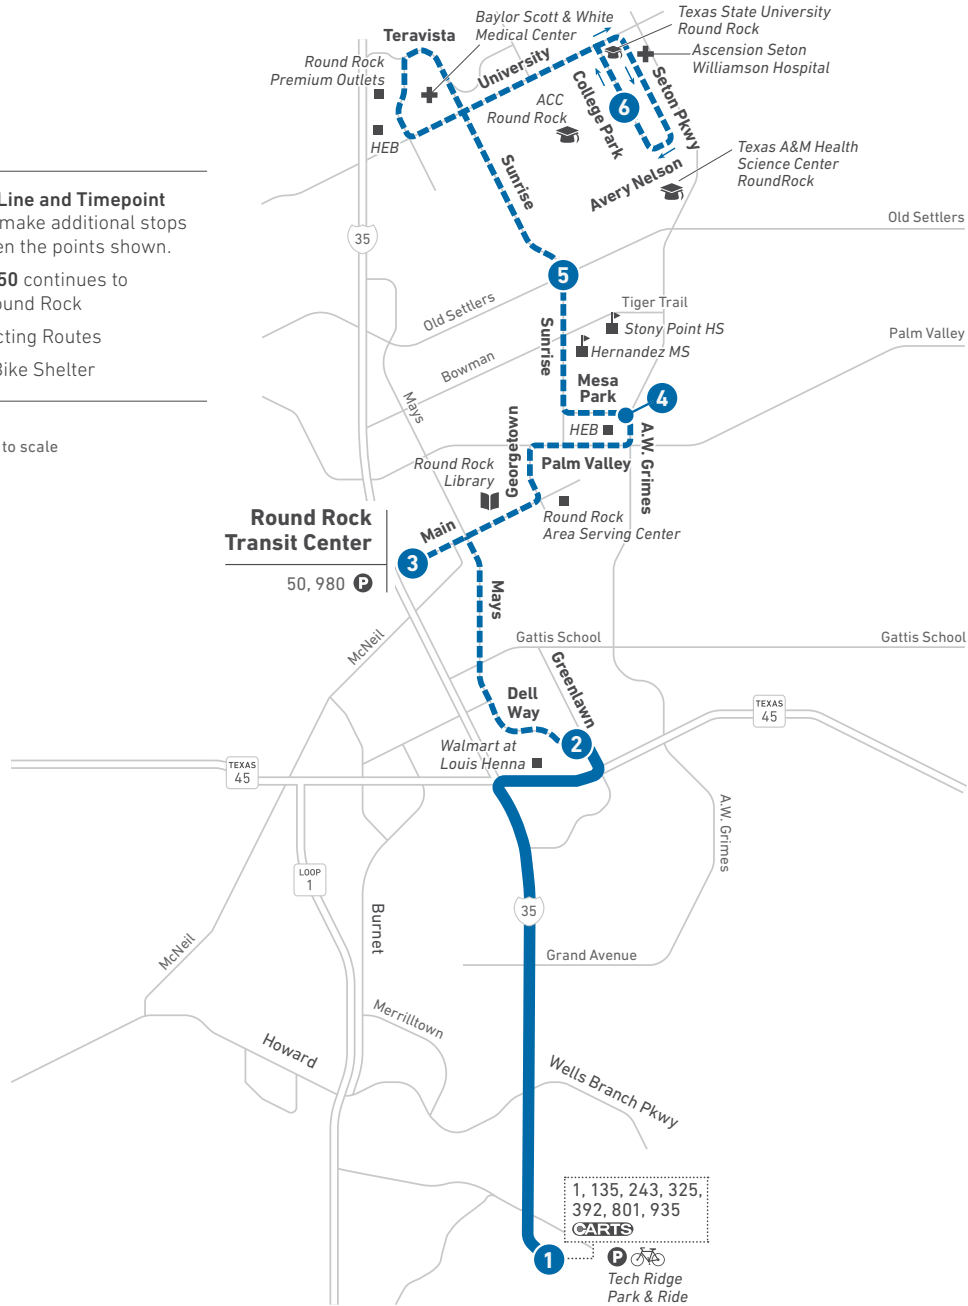 Baylor Scott & White
Medical Center
Texas State University
Round Rock
Teravista
Ascension Seton
Williamson Hospital
Round Rock
Premium Outlets
University
College Park
Seton Pkwy
6
ACC
Round Rock
HEB
Texas A&M Health
Science Center
RoundRock
Avery Nelson
Sunrise
Line and Timepoint
make additional stops
en the points shown.
50 continues to
ound Rock
cting Routes
Bike Shelter
to scale
35
Old Settlers
5
Old Settlers
Tiger Trail
Stony Point HS
Sunrise
Hernandez MS
Palm Valley
Bowman
Mesa
Park
4
Mays
HEB
A.W. Grimes
Georgetown
Palm Valley
Round Rock
Library
Round Rock
Area Serving Center
Round Rock
Transit Center
50, 980 P
Main
3
Mays
McNeil
Gattis School
Gattis School
Greenlawn
Dell
Way
2
Walmart at
Louis Henna
TEXAS
45
TEXAS
45
A.W. Grimes
LOOP
1
35
Burnet
McNeil
Grand Avenue
Merrilltown
Howard
Wells Branch Pkwy
1, 135, 243, 325,
392, 801, 935
CARTS
1
P
Tech Ridge
Park & Ride